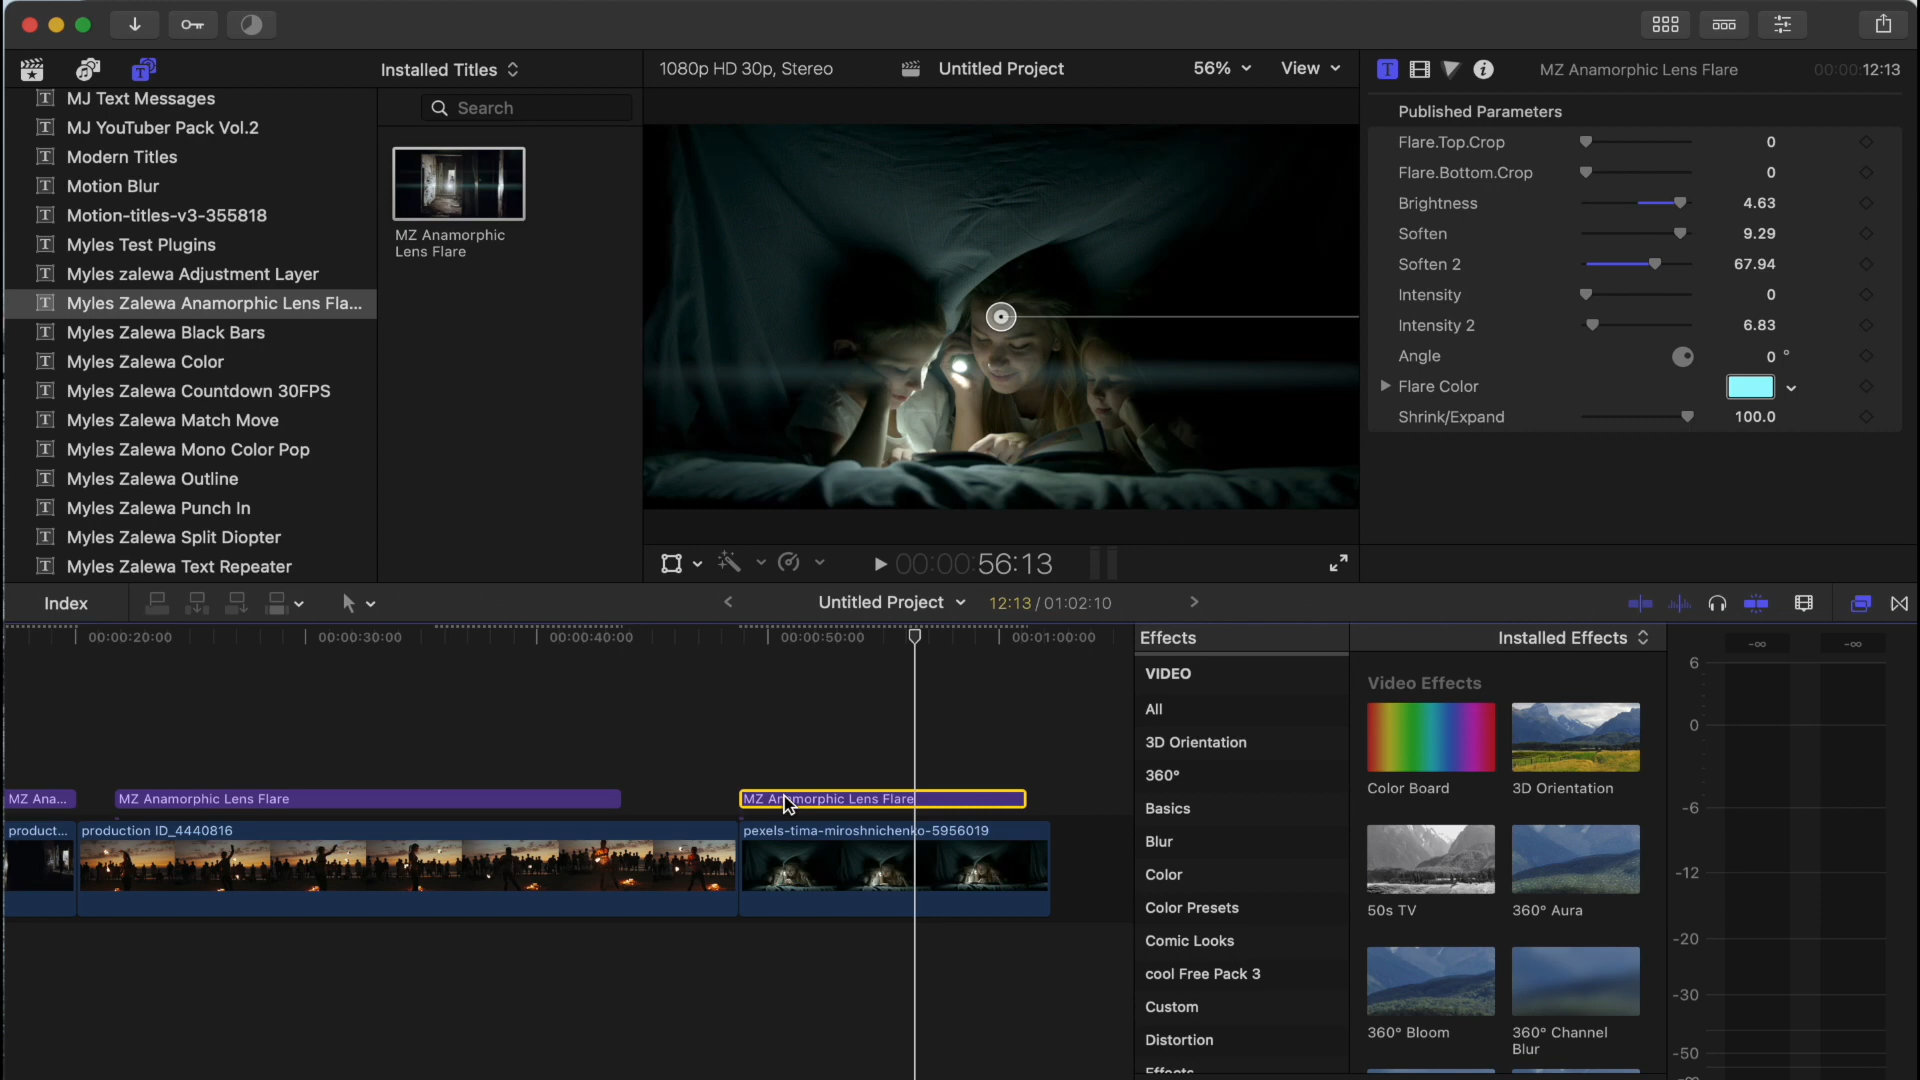 Installed Titles
1080p HD 30p, Stereo
Untitled Project
56%
View
MZ Anamorphic Lens Flare
00:00:12:13
MJ Text Messages
MJ YouTuber Pack Vol.2
Modern Titles
Motion Blur
Motion-titles-v3-355818
Myles Test Plugins
Myles zalewa Adjustment Layer
Myles Zalewa Anamorphic Lens Fla...
Myles Zalewa Black Bars
Myles Zalewa Color
Myles Zalewa Countdown 30FPS
Myles Zalewa Match Move
Myles Zalewa Mono Color Pop
Myles Zalewa Outline
Myles Zalewa Punch In
Myles Zalewa Split Diopter
Myles Zalewa Text Repeater
Search
MZ Anamorphic
Lens Flare
Published Parameters
Flare.Top.Crop 0
Flare.Bottom.Crop 0
Brightness 4.63
Soften 9.29
Soften 2 67.94
Intensity 0
Intensity 2 6.83
Angle 0 °
Flare Color
Shrink/Expand 100.0
00:00:56:13
Index
Untitled Project
12:13 / 01:02:10
00:00:20:00
00:00:30:00
00:00:40:00
00:00:50:00
00:01:00:00
MZ Ana...
MZ Anamorphic Lens Flare
MZ Anamorphic Lens Flare
product...
production ID_4440816
pexels-tima-miroshnichenko-5956019
Effects
Installed Effects
VIDEO
All
3D Orientation
360°
Basics
Blur
Color
Color Presets
Comic Looks
cool Free Pack 3
Custom
Distortion
Effects
Video Effects
Color Board
3D Orientation
50s TV
360° Aura
360° Bloom
360° Channel
Blur
-∞
-∞
6
0
-6
-12
-20
-30
-50
-∞